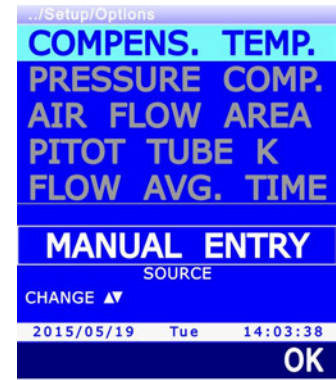 ../Setup/Options
COMPENS. TEMP.
PRESSURE COMP.
AIR FLOW AREA
PITOT TUBE K
FLOW AVG. TIME
MANUAL ENTRY
SOURCE
CHANGE ▲▼
2015/05/19 Tue 14:03:38
OK